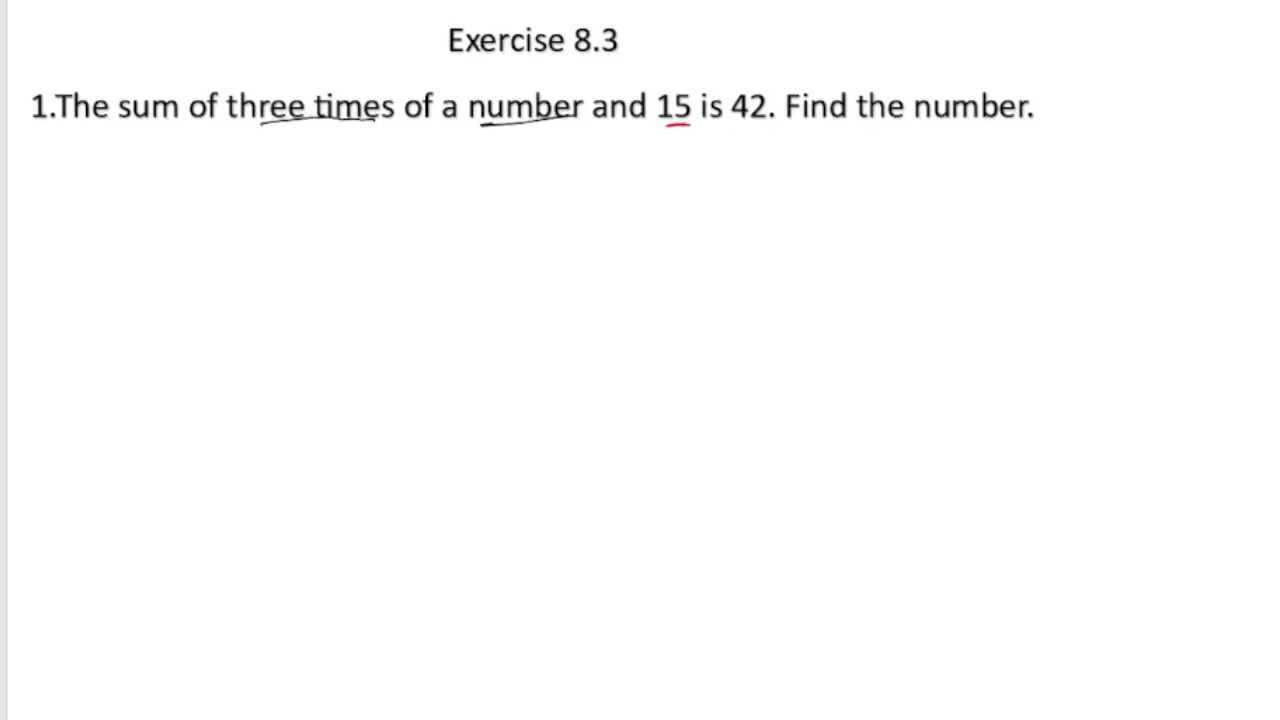 Exercise 8.3
1.The sum of three times of a number and 15 is 42. Find the number.